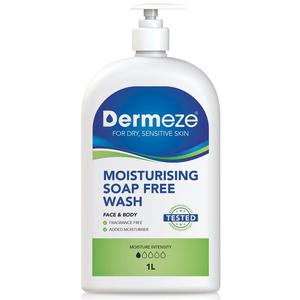 Dermeze
FOR DRY, SENSITIVE SKIN
MOISTURISING
SOAP FREE
WASH
FACE & BODY
FRAGRANCE FREE
ADDED MOISTURISER
TESTED
MOISTURE INTENSITY
1L